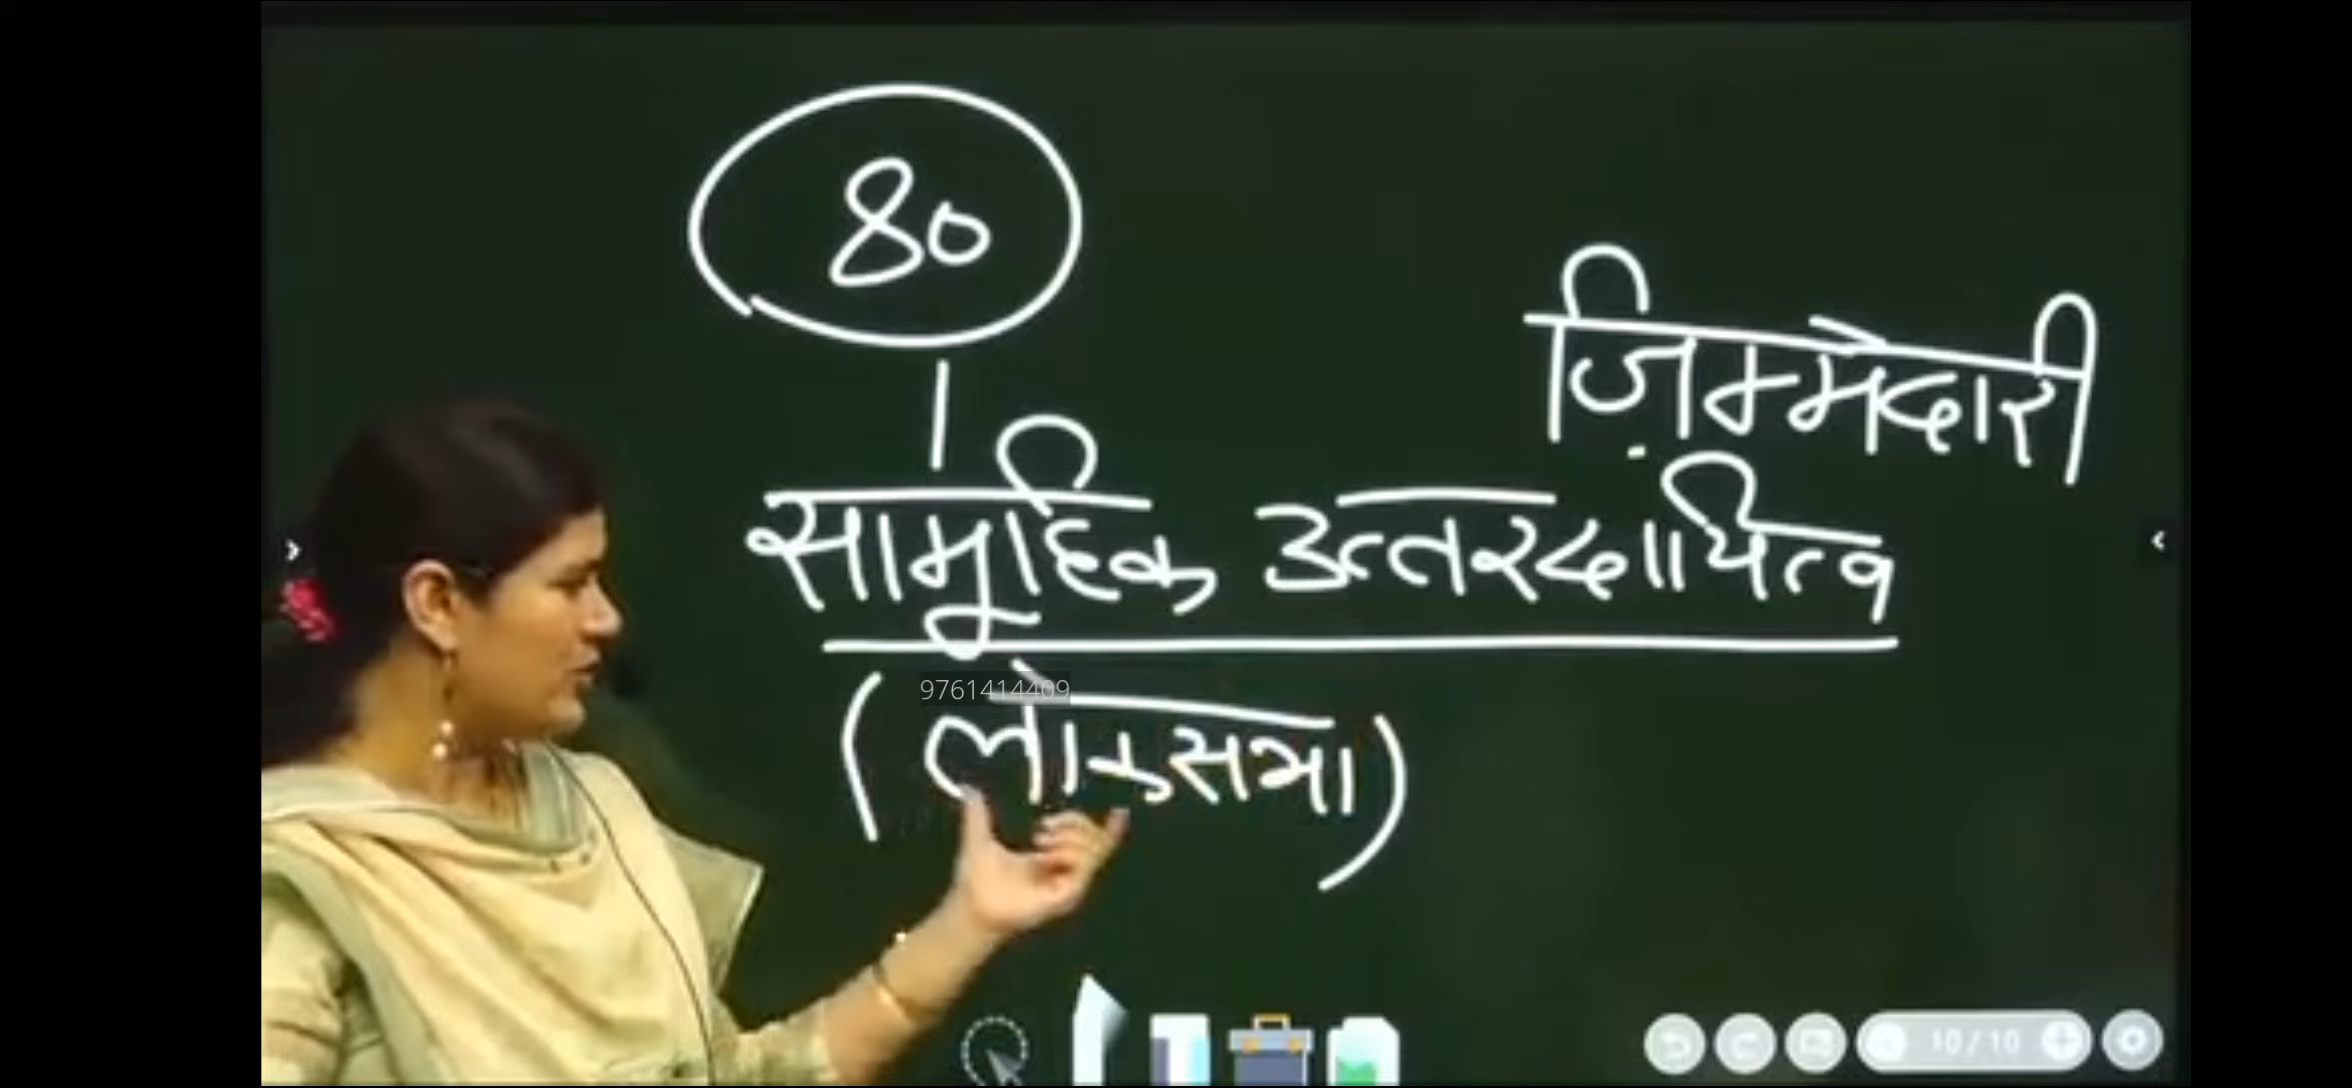 80
ज़िम्मेदारी
सामूहिक उत्तरदायित्व
(लोकसभा)
9761414409
10/10